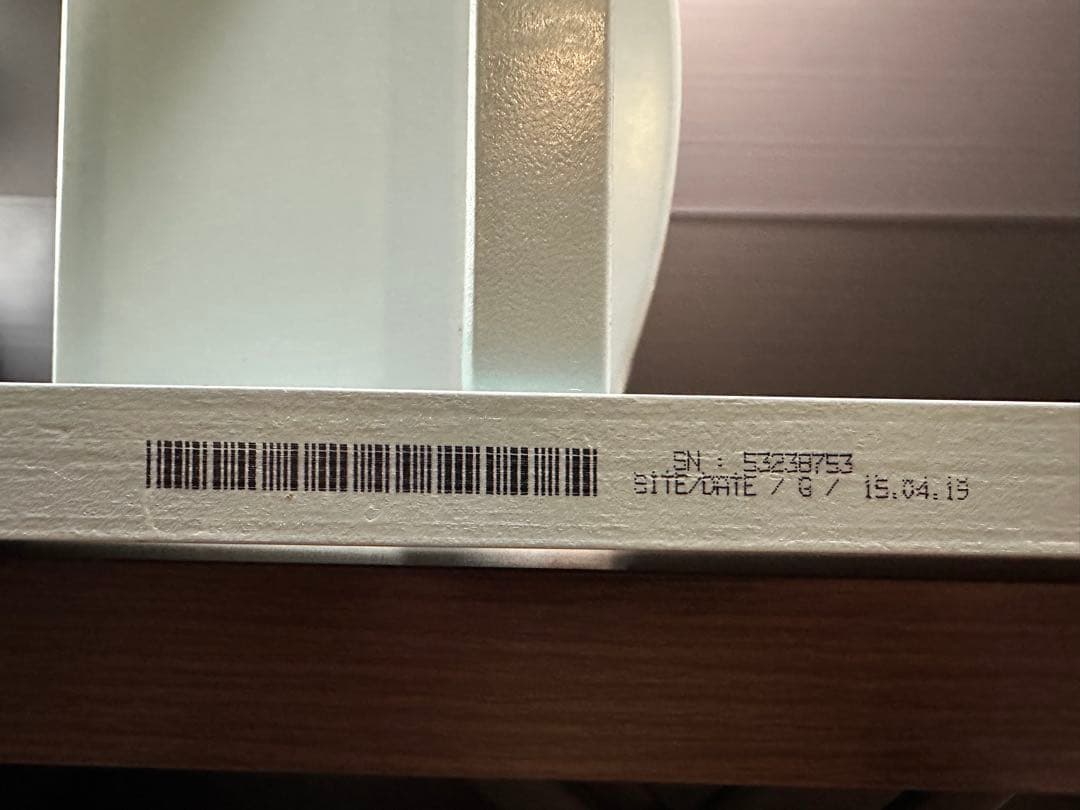 SN : 53238753
SITE/DATE / Q / 15.04.19